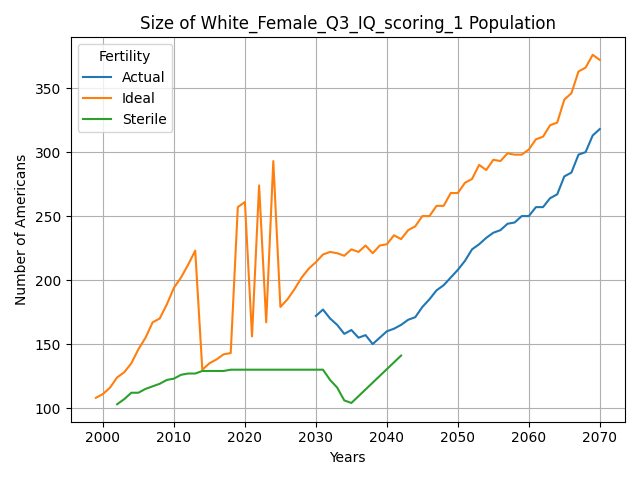 Size of White_Female_Q3_IQ_scoring_1 Population
Fertility
Actual
Ideal
Sterile
Number of Americans
350
300
250
200
150
100
2000
2010
2020
2030
2040
2050
2060
2070
Years